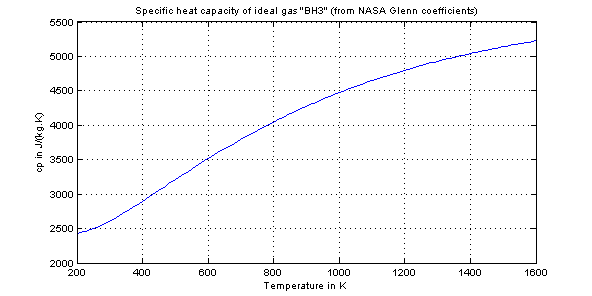 Specific heat capacity of ideal gas "BH3" (from NASA Glenn coefficients)
5500
5000
4500
4000
3500
3000
2500
2000
cp in J/(kg.K)
200 400 600 800 1000 1200 1400 1600
Temperature in K